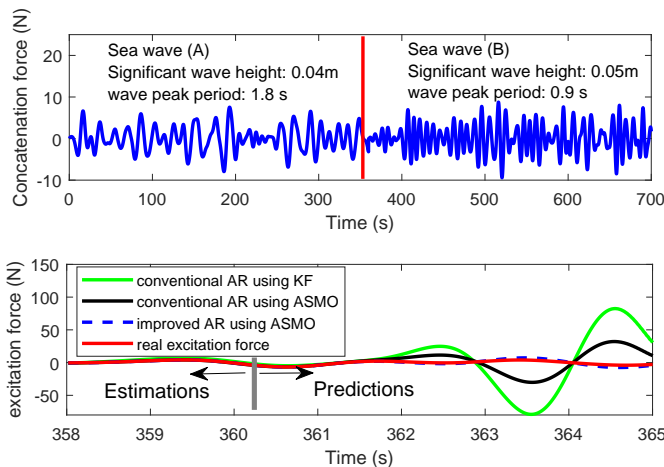 Concatenation force (N)
20
10
0
-10
Sea wave (A)
Significant wave height: 0.04m
wave peak period: 1.8 s
Sea wave (B)
Significant wave height: 0.05m
wave peak period: 0.9 s
0 100 200 300 400 500 600 700
Time (s)
excitation force (N)
150
100
50
0
-50
conventional AR using KF
conventional AR using ASMO
improved AR using ASMO
real excitation force
Estimations
Predictions
358 359 360 361 362 363 364 365
Time (s)